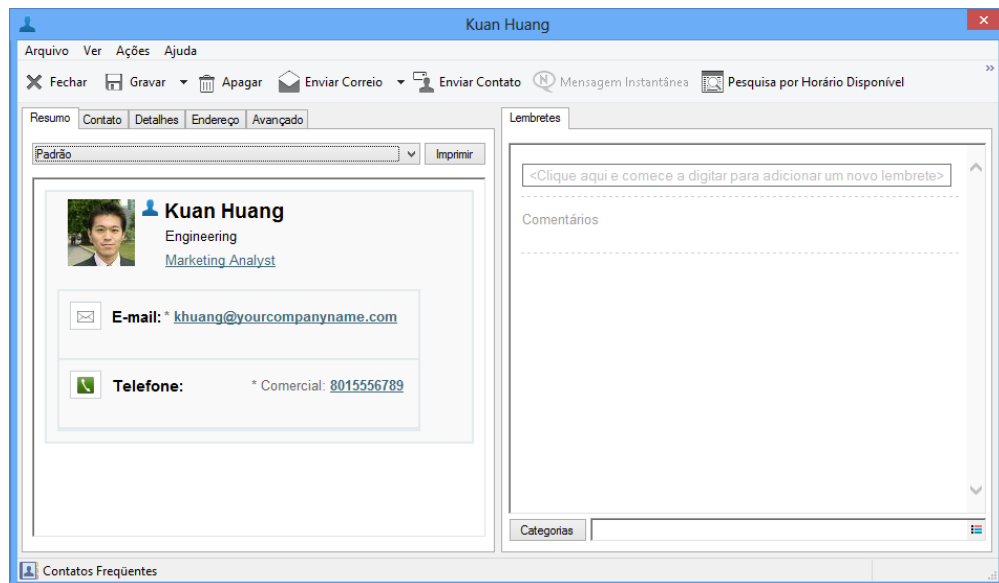 Kuan Huang
Arquivo Ver Ações Ajuda
Fechar Gravar Apagar Enviar Correio Enviar Contato Mensagem Instantânea Pesquisa por Horário Disponível
Resumo Contato Detalhes Endereço Avançado
Padrão Imprimir
Kuan Huang
Engineering
Marketing Analyst
E-mail: * khuang@yourcompanyname.com
Telefone: * Comercial: 8015556789
Lembretes
<Clique aqui e comece a digitar para adicionar um novo lembrete>
Comentários
Categorias
Contatos Freqüentes